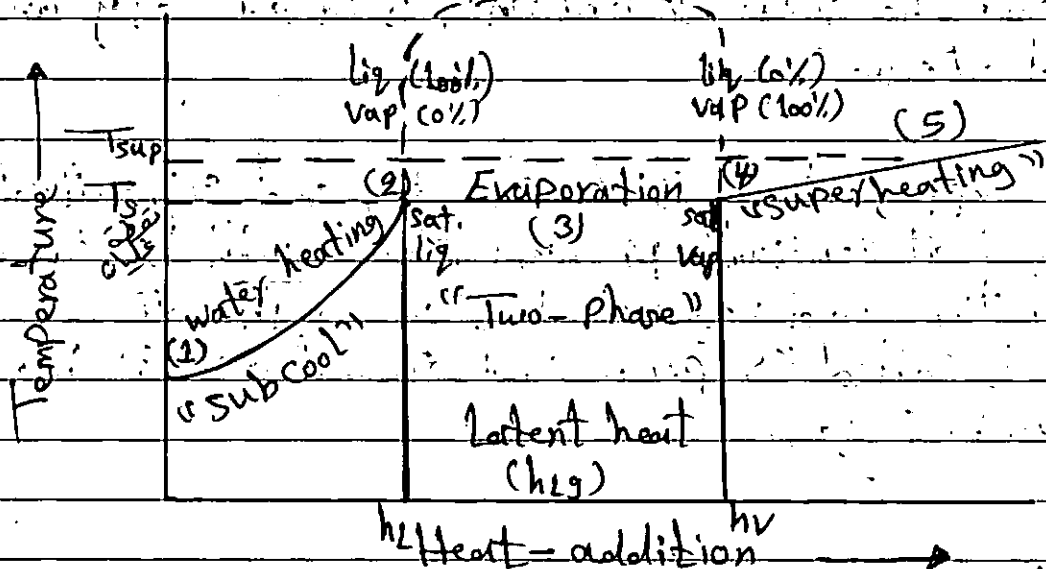 liq (100%)
vap (0%)
liq (0%)
vap (100%)
(5)
Tsup
(2)
Evaporation
(4)
"superheating"
Ts
(3)
sat.
liq.
sat.
vap
Temperature
water heating
"Two-Phase"
(1)
"subcool"
Latent heat
(hLg)
hL
hv
Heat-addition